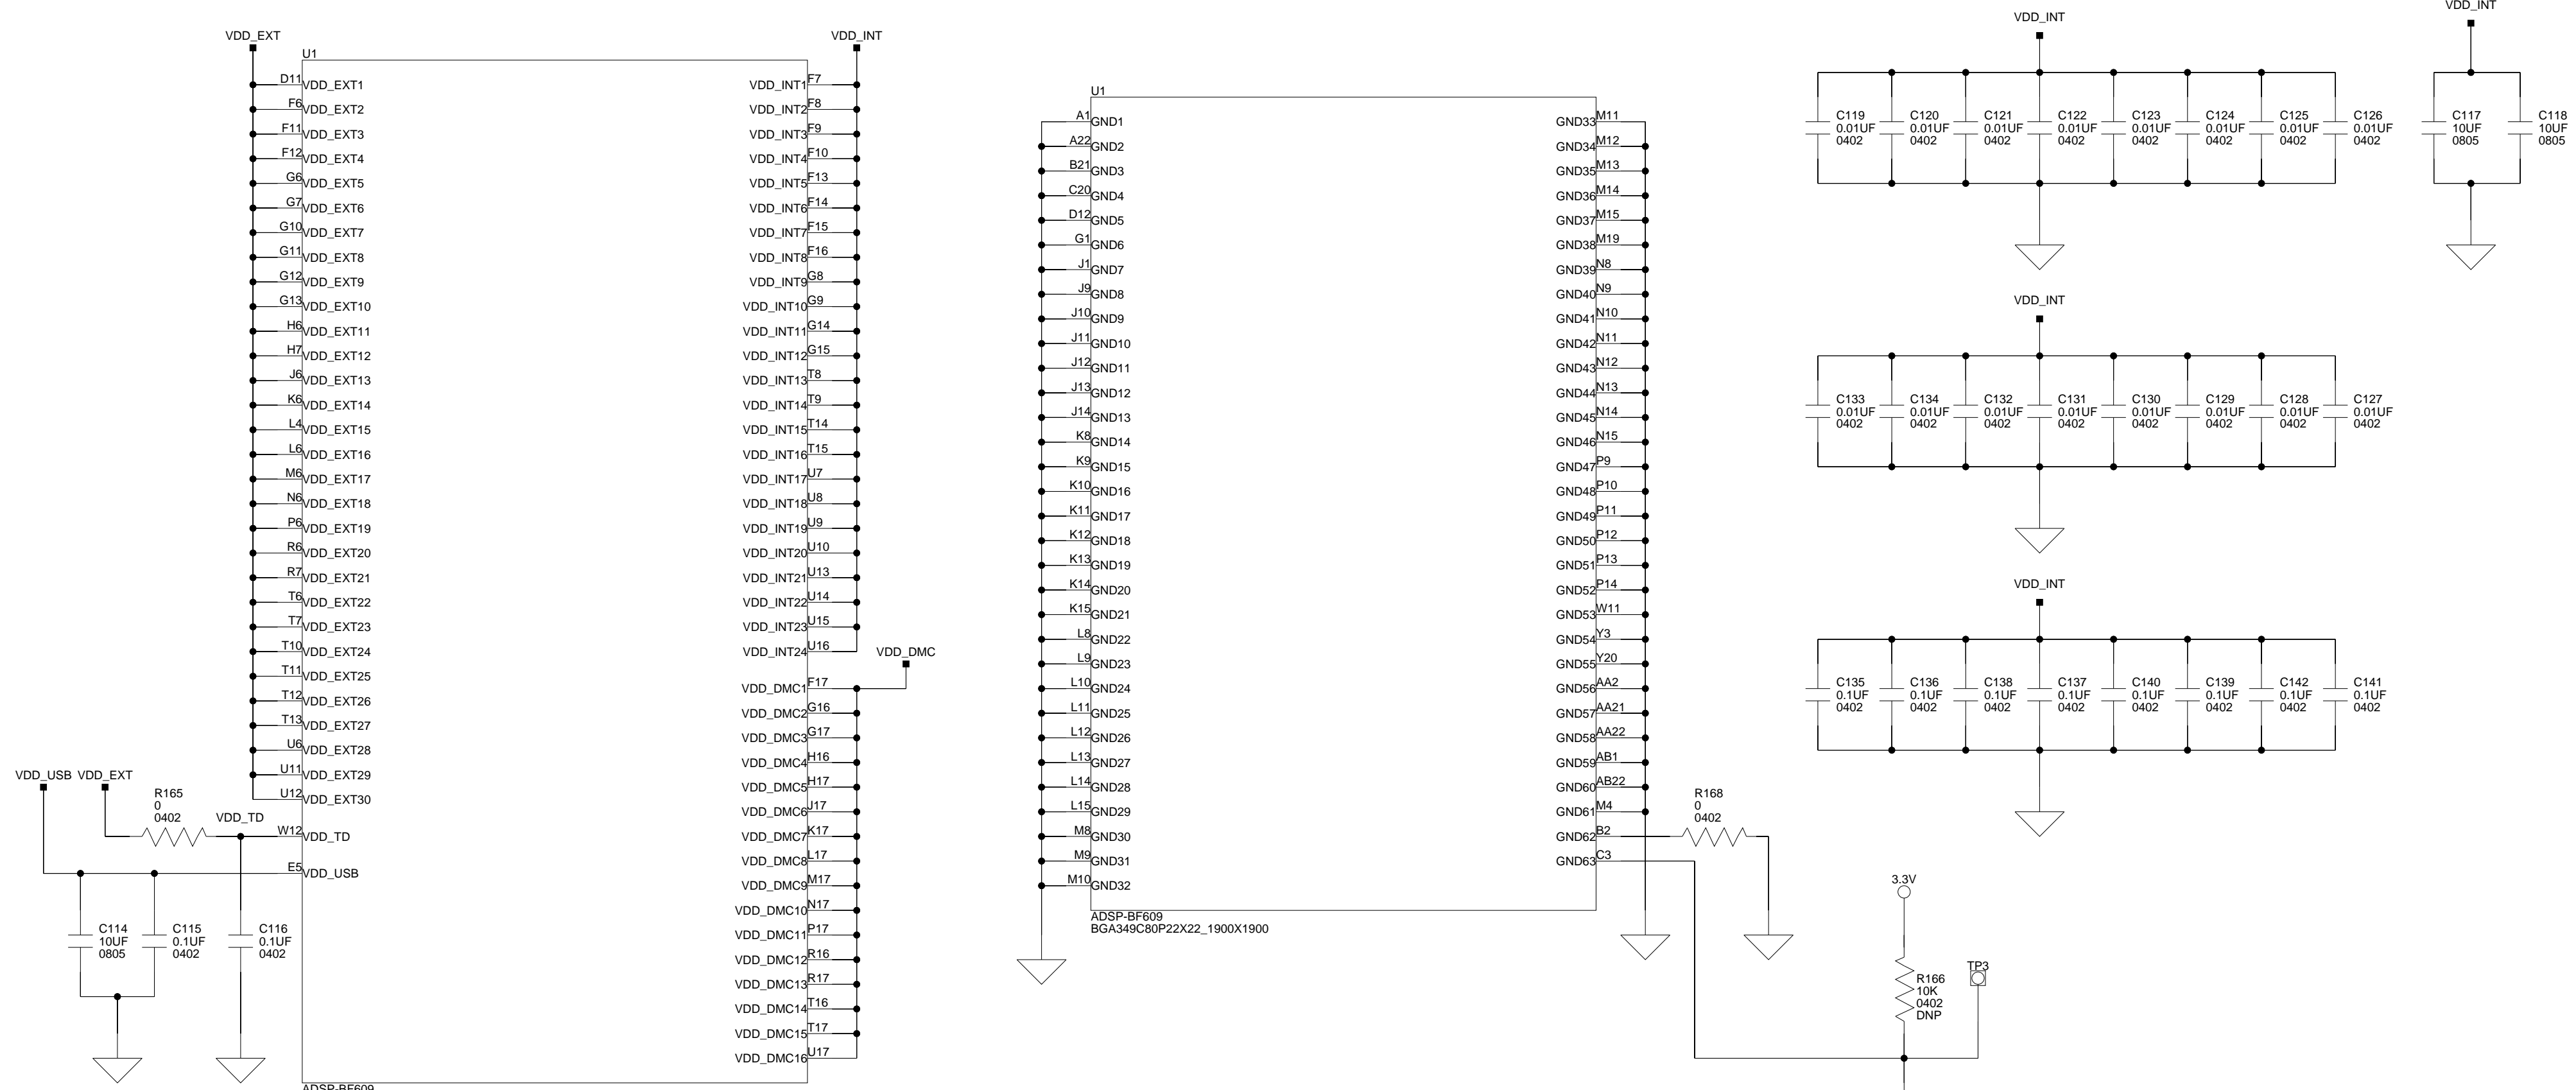 VDD_EXT
VDD_INT
U1
D11 VDD_EXT1
F6 VDD_EXT2
F11 VDD_EXT3
F12 VDD_EXT4
G6 VDD_EXT5
G7 VDD_EXT6
G10 VDD_EXT7
G11 VDD_EXT8
G12 VDD_EXT9
G13 VDD_EXT10
H6 VDD_EXT11
H7 VDD_EXT12
J6 VDD_EXT13
K6 VDD_EXT14
L4 VDD_EXT15
L6 VDD_EXT16
M6 VDD_EXT17
N6 VDD_EXT18
P6 VDD_EXT19
R6 VDD_EXT20
R7 VDD_EXT21
T6 VDD_EXT22
T7 VDD_EXT23
T10 VDD_EXT24
T11 VDD_EXT25
T12 VDD_EXT26
T13 VDD_EXT27
U6 VDD_EXT28
U11 VDD_EXT29
U12 VDD_EXT30
W12 VDD_TD
E5 VDD_USB
VDD_INT1 F7
VDD_INT2 F8
VDD_INT3 F9
VDD_INT4 F10
VDD_INT5 F13
VDD_INT6 F14
VDD_INT7 F15
VDD_INT8 F16
VDD_INT9 G8
VDD_INT10 G9
VDD_INT11 G14
VDD_INT12 G15
VDD_INT13 T8
VDD_INT14 T9
VDD_INT15 T14
VDD_INT16 T15
VDD_INT17 U7
VDD_INT18 U8
VDD_INT19 U9
VDD_INT20 U10
VDD_INT21 U13
VDD_INT22 U14
VDD_INT23 U15
VDD_INT24 U16
VDD_DMC
VDD_DMC1 F17
VDD_DMC2 G16
VDD_DMC3 G17
VDD_DMC4 H16
VDD_DMC5 H17
VDD_DMC6 J17
VDD_DMC7 K17
VDD_DMC8 L17
VDD_DMC9 M17
VDD_DMC10 N17
VDD_DMC11 P17
VDD_DMC12 R16
VDD_DMC13 R17
VDD_DMC14 T16
VDD_DMC15 T17
VDD_DMC16 U17
VDD_USB VDD_EXT
R165
0
0402
VDD_TD
C114
10UF
0805
C115
0.1UF
0402
C116
0.1UF
0402
ADSP-BF609
U1
A1 GND1
A22 GND2
B21 GND3
C20 GND4
D12 GND5
G1 GND6
J1 GND7
J9 GND8
J10 GND9
J11 GND10
J12 GND11
J13 GND12
J14 GND13
K8 GND14
K9 GND15
K10 GND16
K11 GND17
K12 GND18
K13 GND19
K14 GND20
K15 GND21
L8 GND22
L9 GND23
L10 GND24
L11 GND25
L12 GND26
L13 GND27
L14 GND28
L15 GND29
M8 GND30
M9 GND31
M10 GND32
GND33 M11
GND34 M12
GND35 M13
GND36 M14
GND37 M15
GND38 M19
GND39 N8
GND40 N9
GND41 N10
GND42 N11
GND43 N12
GND44 N13
GND45 N14
GND46 N15
GND47 P9
GND48 P10
GND49 P11
GND50 P12
GND51 P13
GND52 P14
GND53 W11
GND54 Y3
GND55 Y20
GND56 AA2
GND57 AA21
GND58 AA22
GND59 AB1
GND60 AB22
GND61 M4
GND62 B2
GND63 C3
ADSP-BF609
BGA349C80P22X22_1900X1900
R168
0
0402
3.3V
R166
10K
0402
DNP
TP3
VDD_INT
C119 C120 C121 C122 C123 C124 C125 C126
0.01UF 0.01UF 0.01UF 0.01UF 0.01UF 0.01UF 0.01UF 0.01UF
0402 0402 0402 0402 0402 0402 0402 0402
VDD_INT
C117 C118
10UF 10UF
0805 0805
VDD_INT
C133 C134 C132 C131 C130 C129 C128 C127
0.01UF 0.01UF 0.01UF 0.01UF 0.01UF 0.01UF 0.01UF 0.01UF
0402 0402 0402 0402 0402 0402 0402 0402
VDD_INT
C135 C136 C138 C137 C140 C139 C142 C141
0.1UF 0.1UF 0.1UF 0.1UF 0.1UF 0.1UF 0.1UF 0.1UF
0402 0402 0402 0402 0402 0402 0402 0402